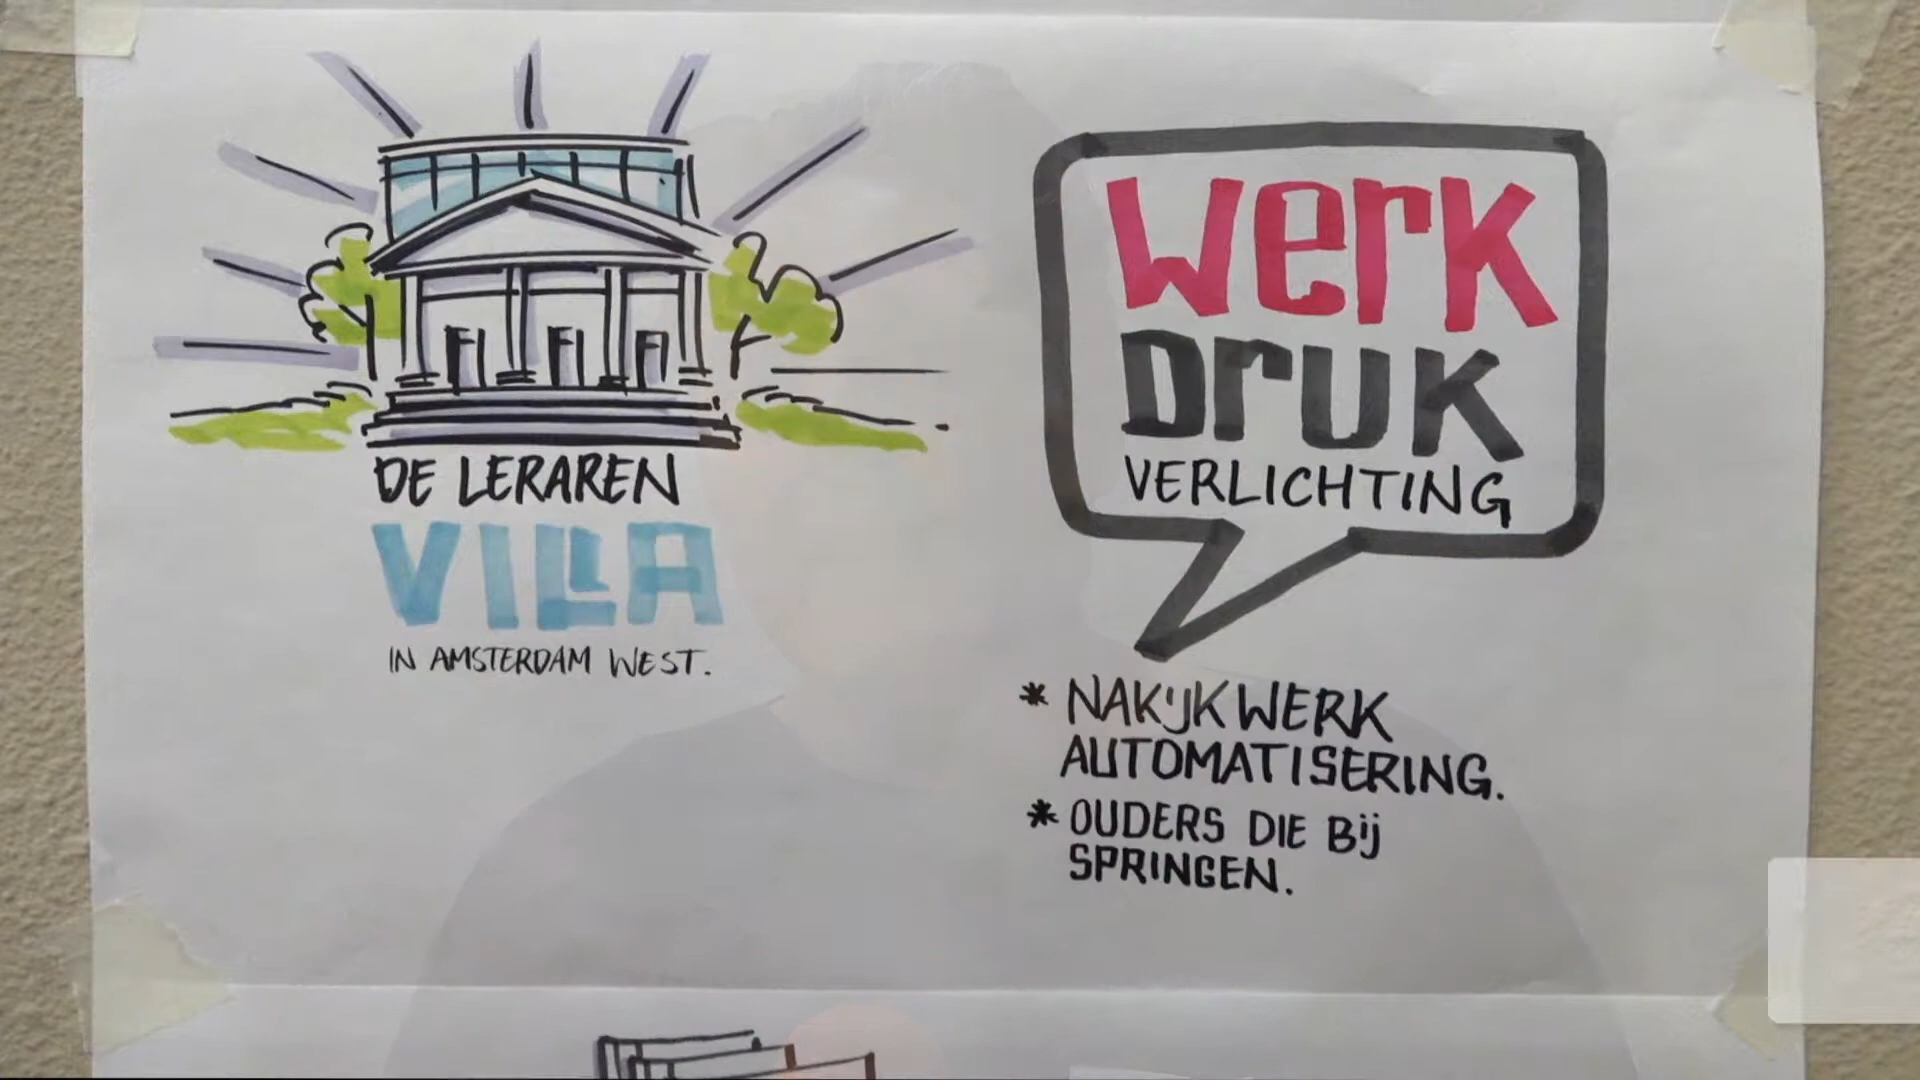 DE LERAREN
VILLA
IN AMSTERDAM WEST.
werk
Druk
VERLICHTING
* NAKIJKWERK
AUTOMATISERING.
* OUDERS DIE Bij
SPRINGEN.